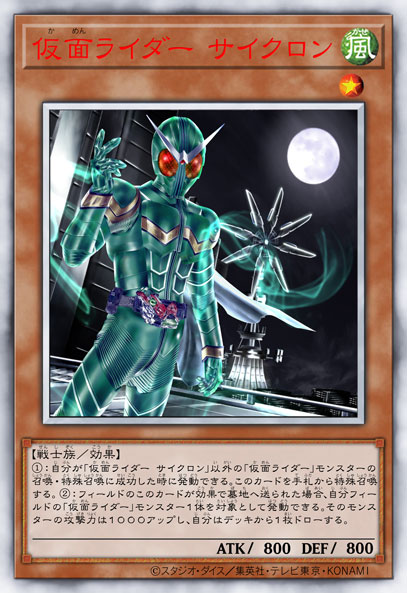 仮面ライダー サイクロン
風
【戦士族／効果】
①：自分が「仮面ライダー サイクロン」以外の「仮面ライダー」モンスターの
召喚・特殊召喚に成功した時に発動できる。このカードを手札から特殊召喚
する。②：フィールドのこのカードが効果で墓地へ送られた場合、自分フィー
ルドの「仮面ライダー」モンスター1体を対象として発動できる。そのモンス
ターの攻撃力は１０００アップし、自分はデッキから1枚ドローする。
ATK/ 800 DEF/ 800
©スタジオ・ダイス／集英社・テレビ東京・KONAMI